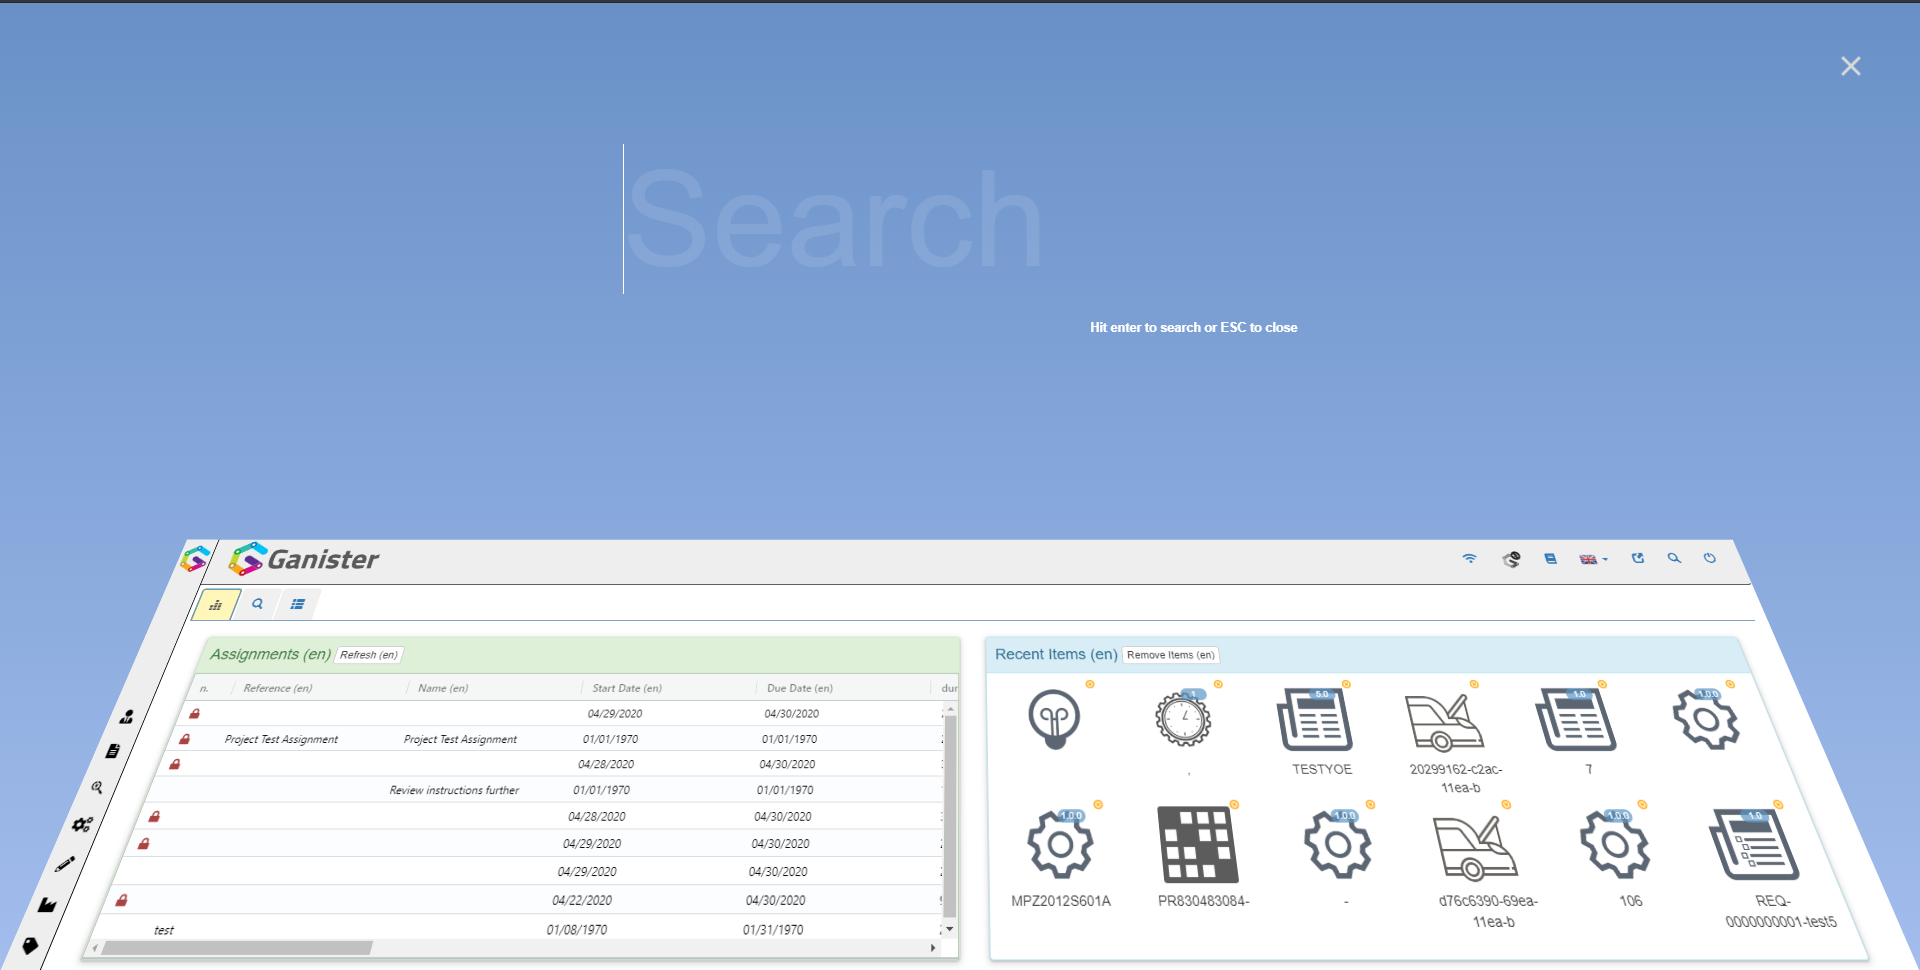 Search
Hit enter to search or ESC to close
Ganister
Assignments (en) Refresh (en)
n. Reference (en) Name (en) Start Date (en) Due Date (en) dur
04/29/2020 04/30/2020
Project Test Assignment Project Test Assignment 01/01/1970 01/01/1970
04/28/2020 04/30/2020
Review instructions further 01/01/1970 01/01/1970
04/28/2020 04/30/2020
04/29/2020 04/30/2020
04/29/2020 04/30/2020
04/22/2020 04/30/2020
test 01/08/1970 01/31/1970
Recent Items (en) Remove Items (en)
1 5.0 1.0 1.0.0
, TESTYOE 20299162-c2ac- 7
11ea-b
1.0.0 1.0.0 1.0.0 1.0
MPZ2012S601A PR830483084- - d76c6390-69ea- 106 REQ-
11ea-b 0000000001-test5